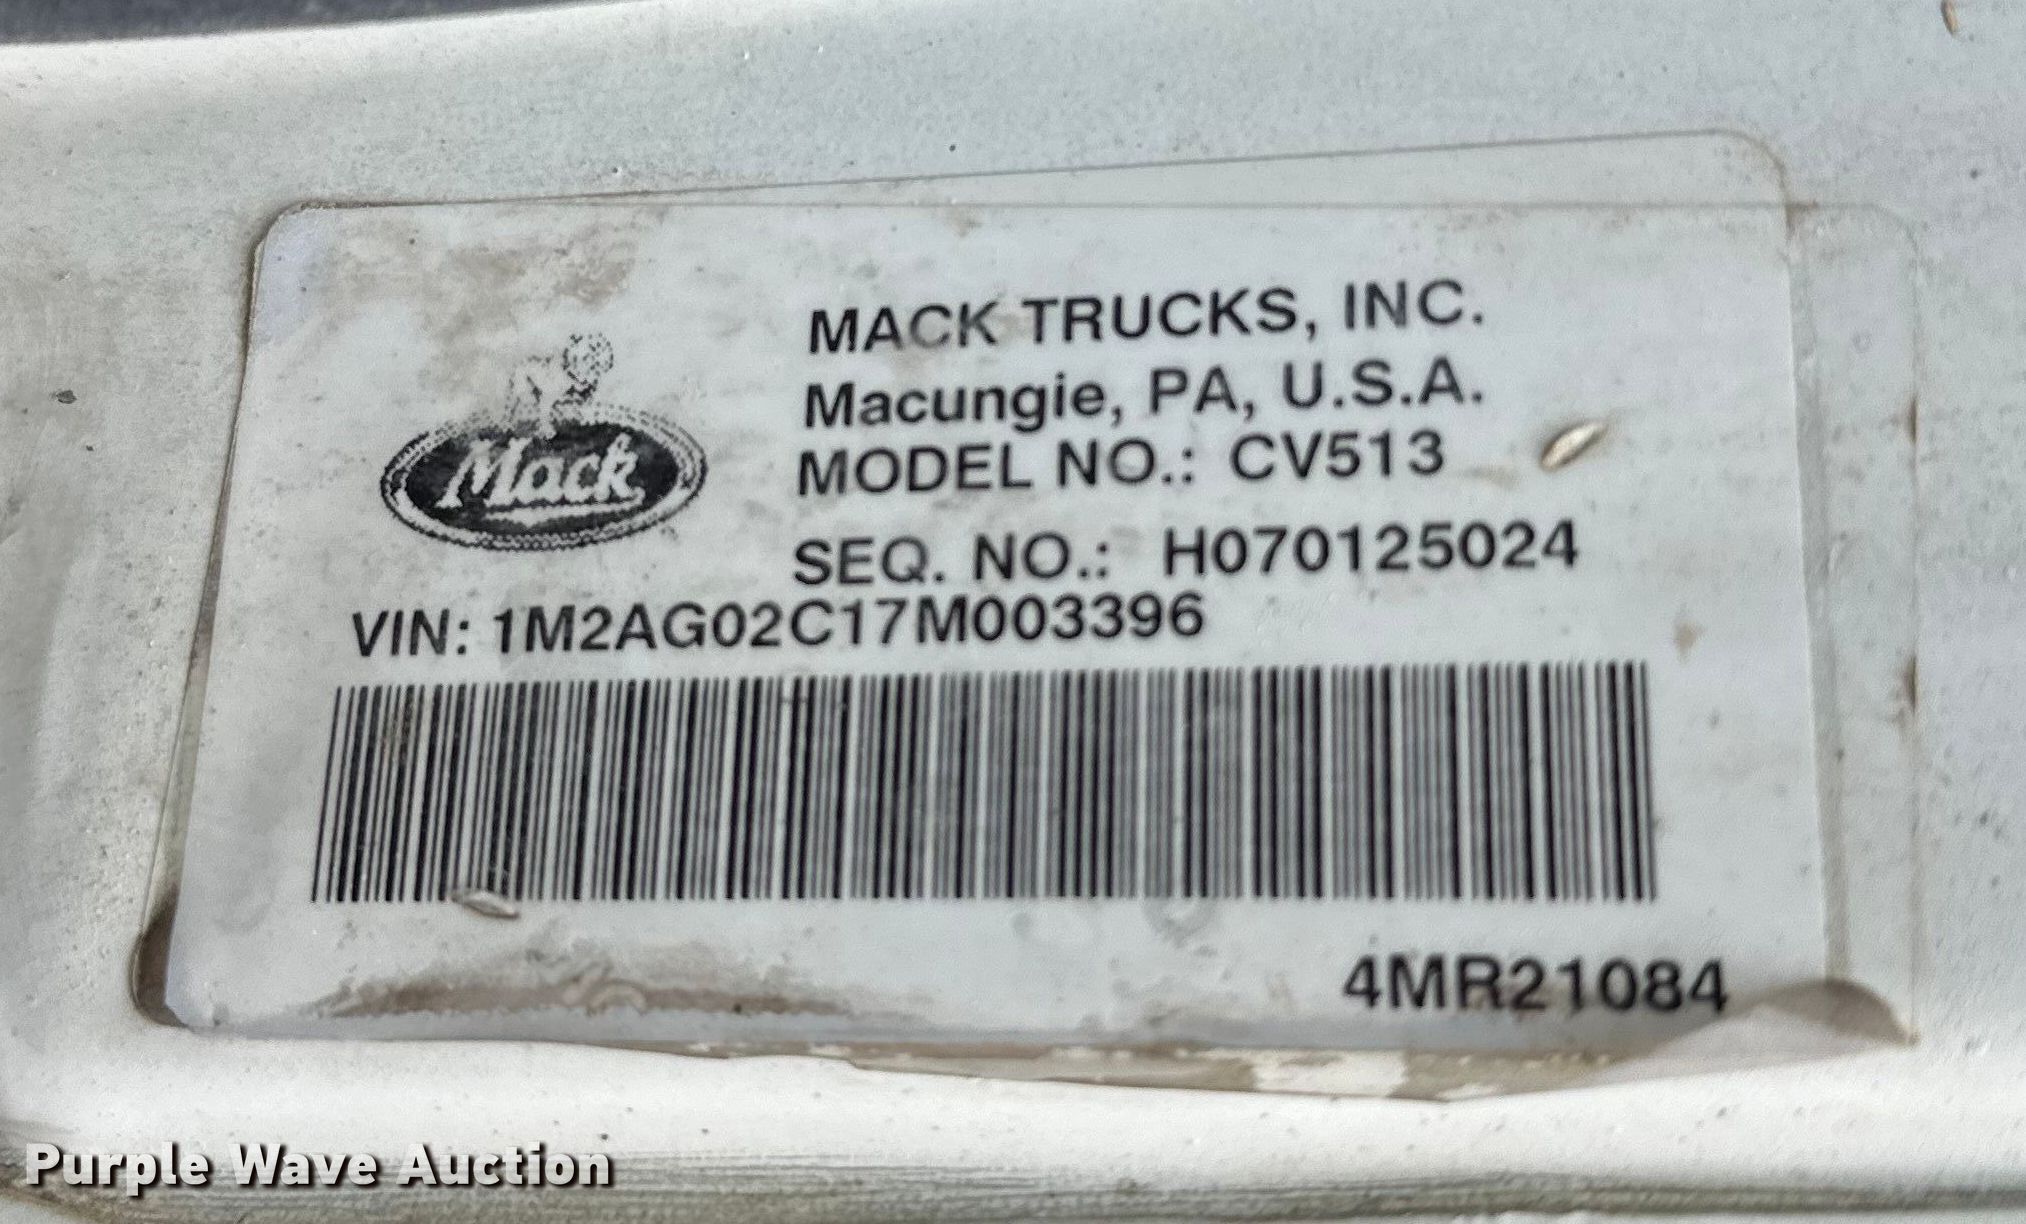 MACK TRUCKS, INC.
Macungie, PA, U.S.A.
Mack
MODEL NO.: CV513
SEQ. NO.: H070125024
VIN: 1M2AG02C17M003396
4MR21084
Purple Wave Auction